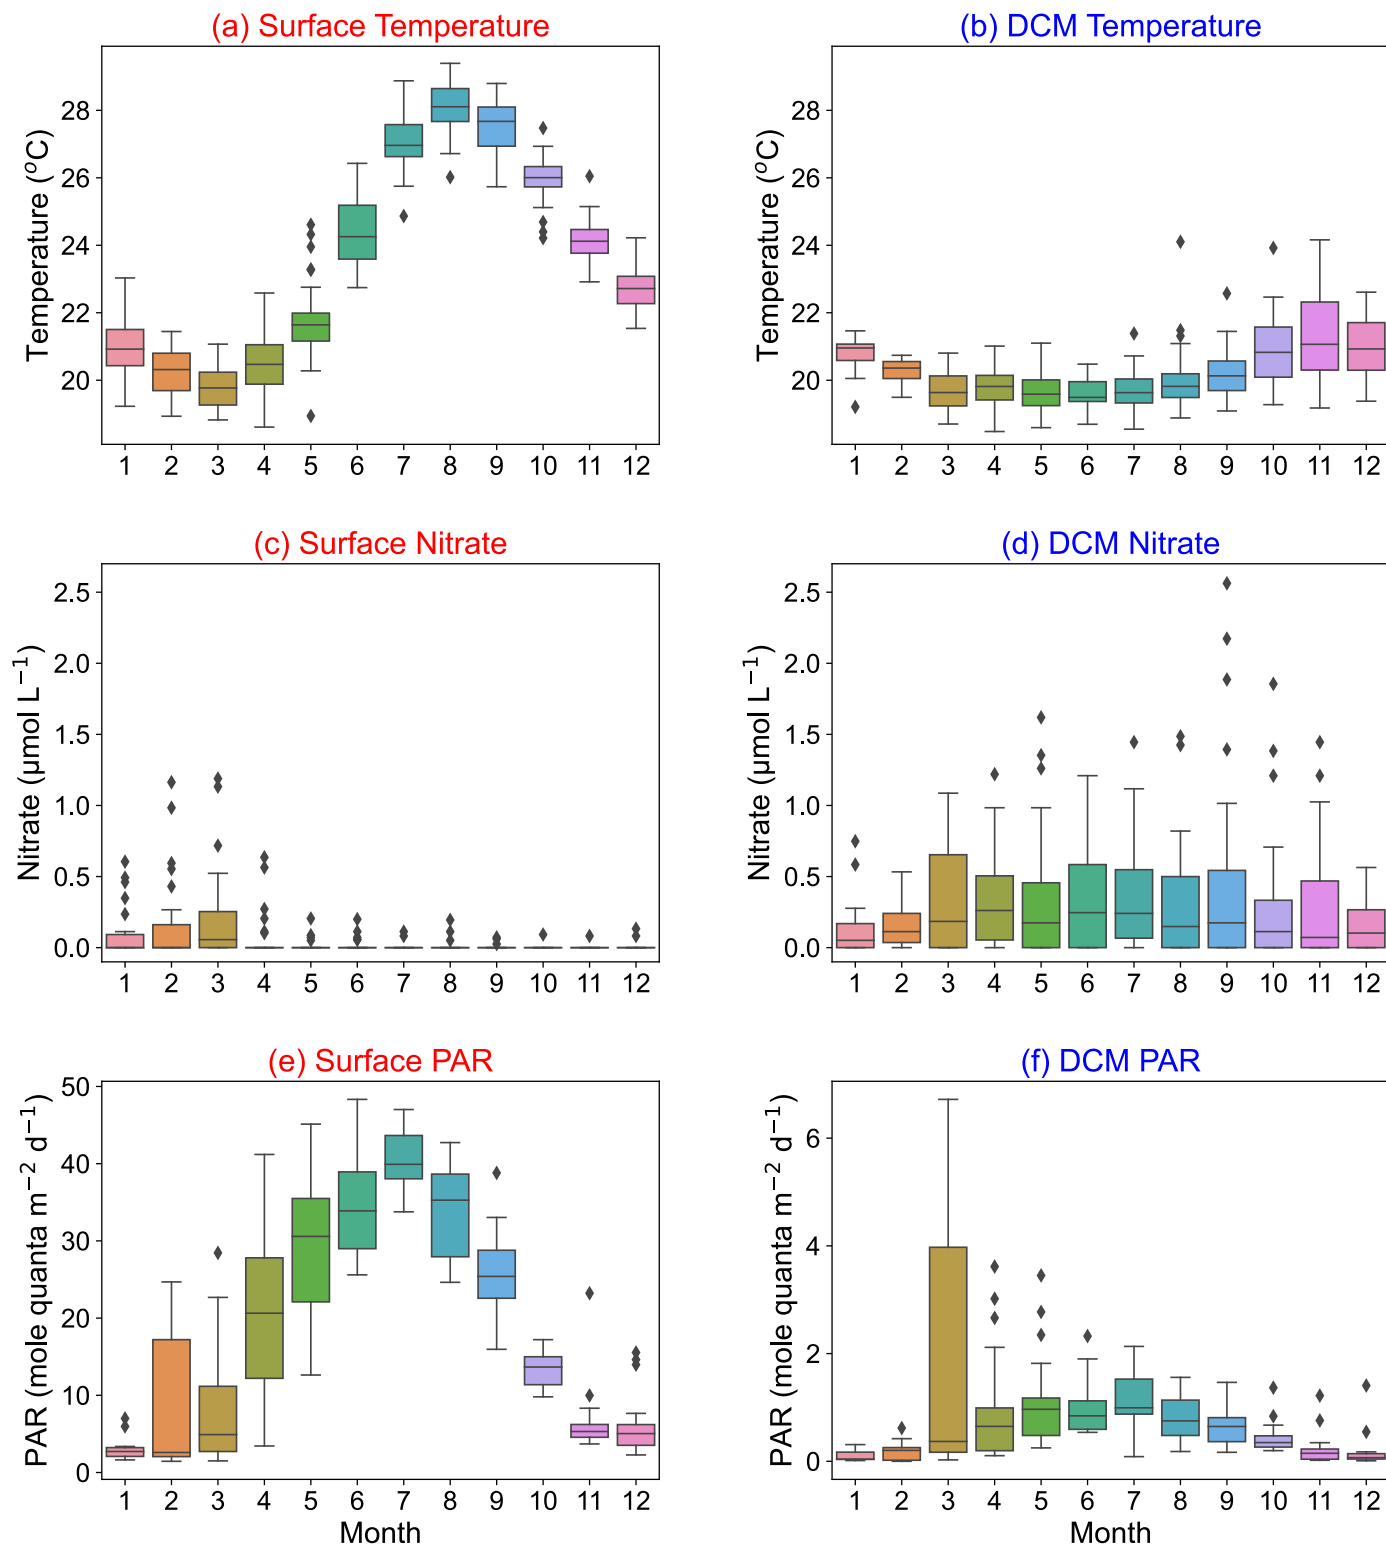 (a) Surface Temperature
Temperature (°C)
28
26
24
22
20
1 2 3 4 5 6 7 8 9 10 11 12
(b) DCM Temperature
Temperature (°C)
28
26
24
22
20
1 2 3 4 5 6 7 8 9 10 11 12
(c) Surface Nitrate
Nitrate (μmol L⁻¹)
2.5
2.0
1.5
1.0
0.5
0.0
1 2 3 4 5 6 7 8 9 10 11 12
(d) DCM Nitrate
Nitrate (μmol L⁻¹)
2.5
2.0
1.5
1.0
0.5
0.0
1 2 3 4 5 6 7 8 9 10 11 12
(e) Surface PAR
PAR (mole quanta m⁻² d⁻¹)
50
40
30
20
10
0
1 2 3 4 5 6 7 8 9 10 11 12
Month
(f) DCM PAR
PAR (mole quanta m⁻² d⁻¹)
6
4
2
0
1 2 3 4 5 6 7 8 9 10 11 12
Month